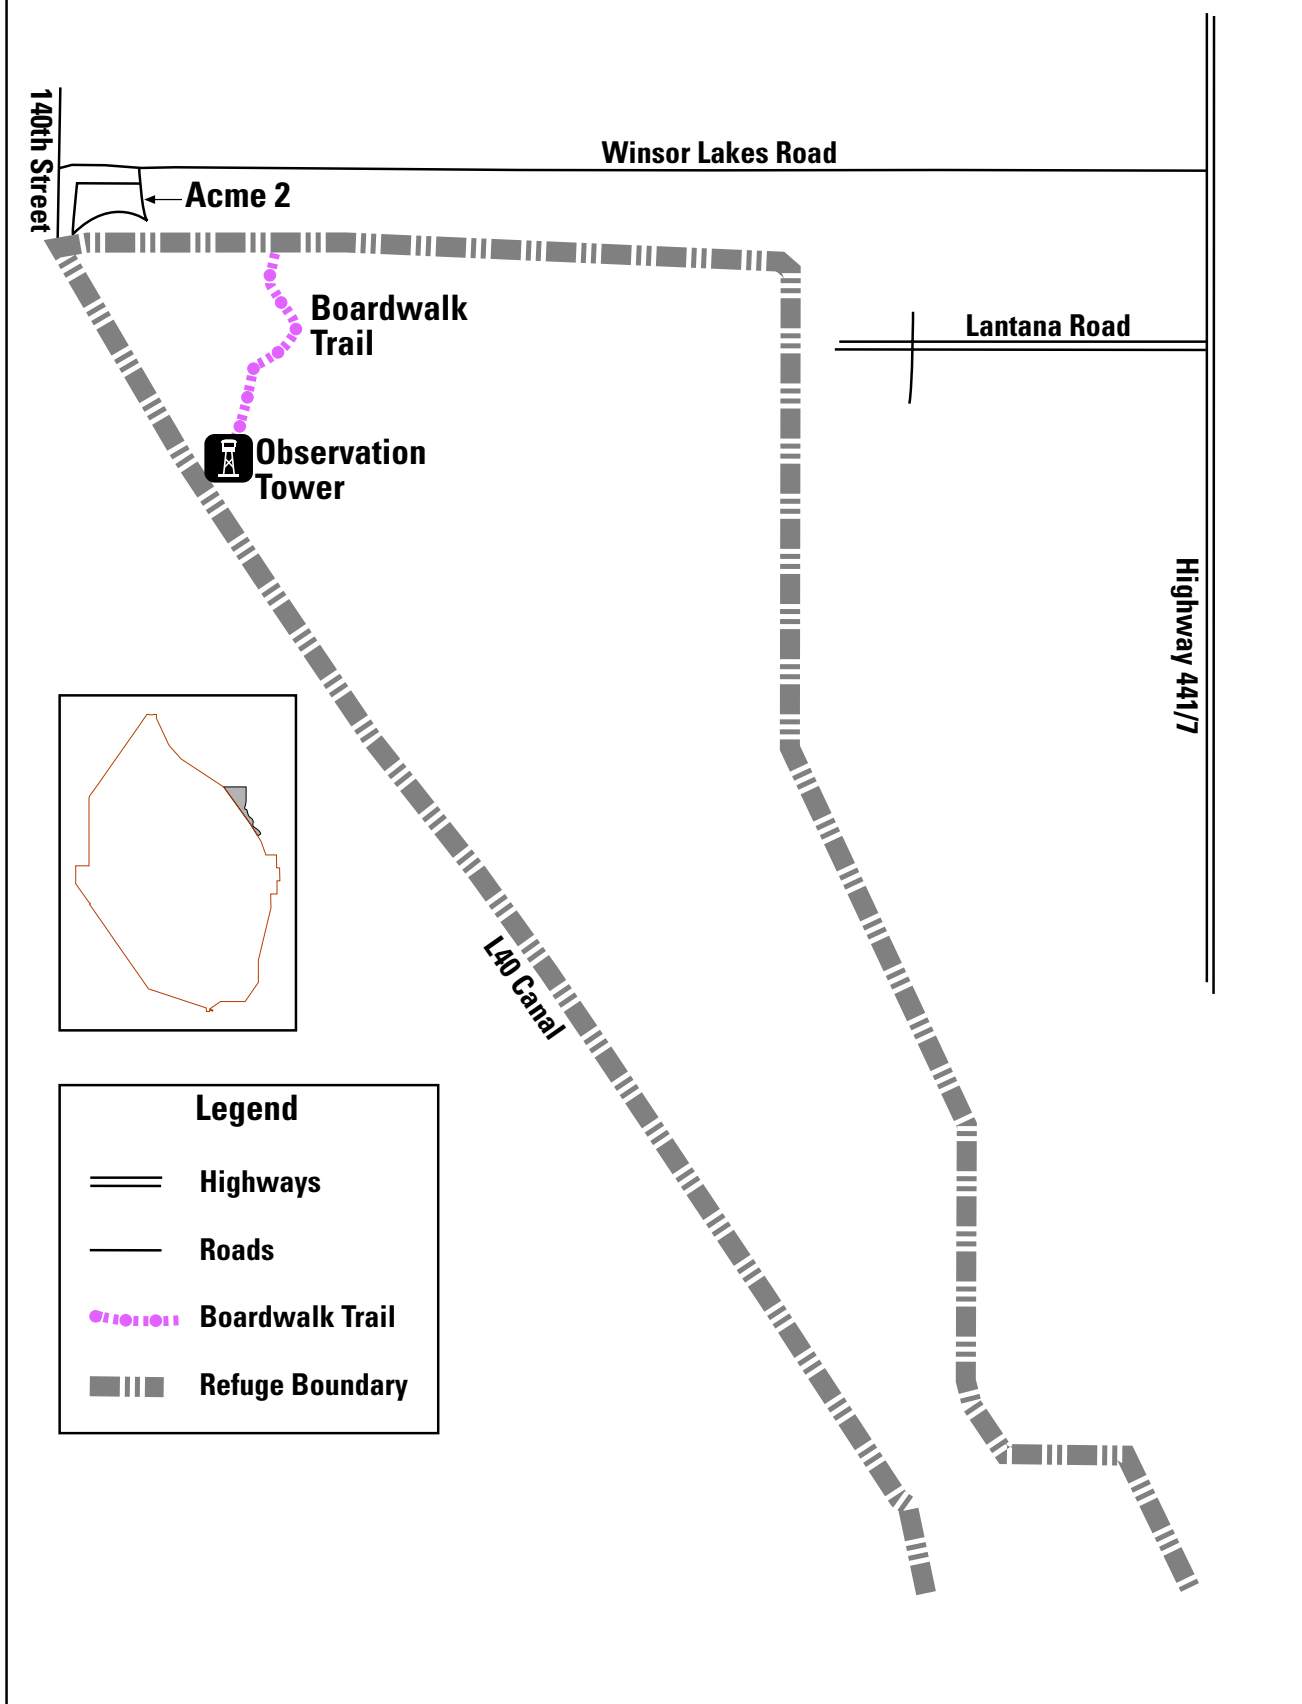 140th Street
Winsor Lakes Road
Acme 2
Boardwalk
Trail
Lantana Road
Observation
Tower
Highway 441/7
L40 Canal
Legend
Highways
Roads
Boardwalk Trail
Refuge Boundary